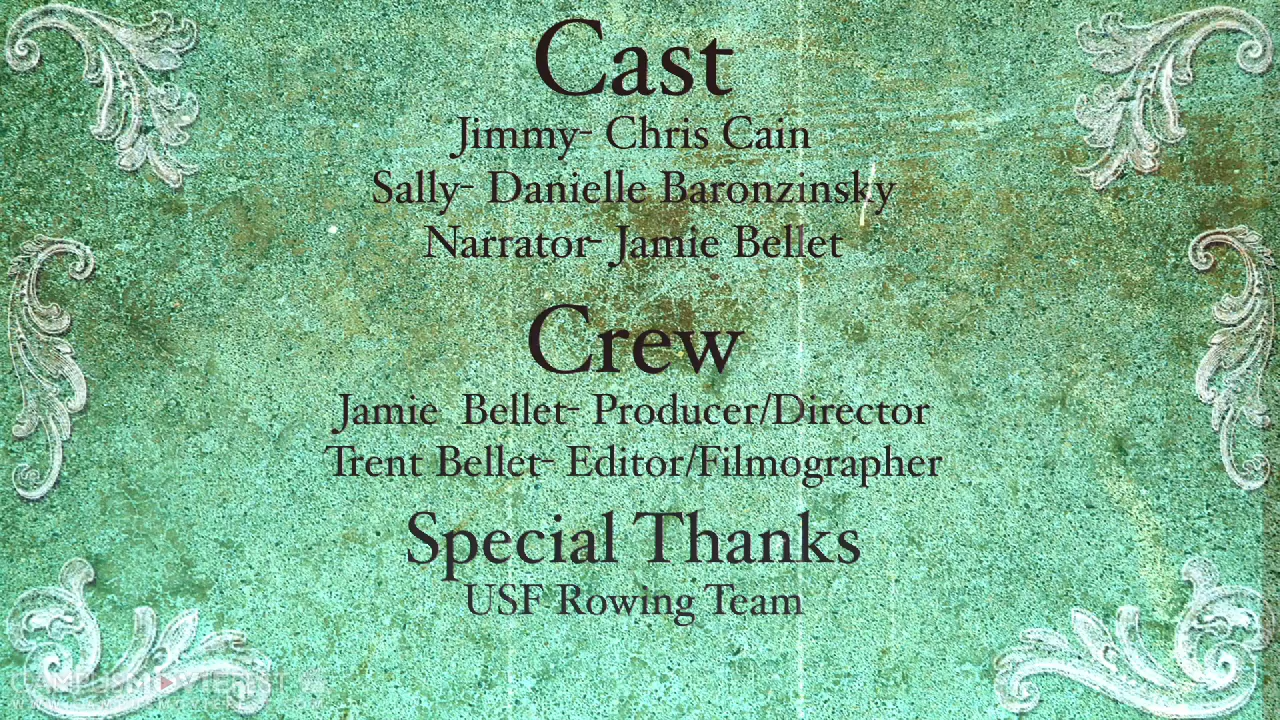 Cast
Jimmy- Chris Cain
Sally- Danielle Baronzinsky
Narrator- Jamie Bellet
Crew
Jamie  Bellet- Producer/Director
Trent Bellet- Editor/Filmographer
Special Thanks
USF Rowing Team